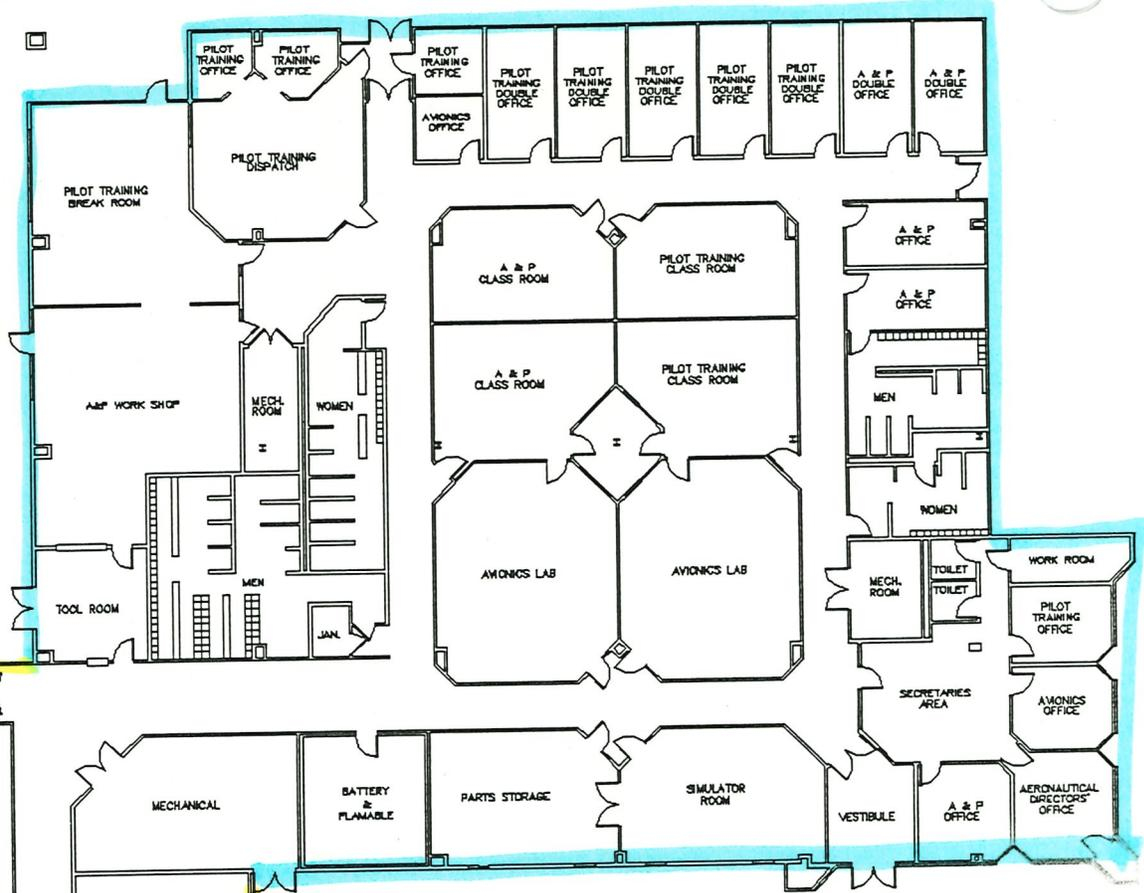 PILOT
TRAINING
OFFICE
PILOT
TRAINING
OFFICE
PILOT
TRAINING
OFFICE
PILOT
TRAINING
DOUBLE
OFFICE
PILOT
TRAINING
DOUBLE
OFFICE
PILOT
TRAINING
DOUBLE
OFFICE
PILOT
TRAINING
DOUBLE
OFFICE
PILOT
TRAINING
DOUBLE
OFFICE
A & P
DOUBLE
OFFICE
A & P
DOUBLE
OFFICE
AVIONICS
OFFICE
PILOT TRAINING
DISPATCH
PILOT TRAINING
BREAK ROOM
A & P
CLASS ROOM
PILOT TRAINING
CLASS ROOM
A & P
OFFICE
A & P
OFFICE
A & P
CLASS ROOM
PILOT TRAINING
CLASS ROOM
A&P WORK SHOP
MECH.
ROOM
WOMEN
MEN
WOMEN
AVIONICS LAB
AVIONICS LAB
MEN
TOOL ROOM
JAN.
MECH.
ROOM
TOILET
TOILET
WORK ROOM
PILOT
TRAINING
OFFICE
SECRETARIES
AREA
AVIONICS
OFFICE
MECHANICAL
BATTERY
&
FLAMABLE
PARTS STORAGE
SIMULATOR
ROOM
VESTIBULE
A & P
OFFICE
AERONAUTICAL
DIRECTORS'
OFFICE